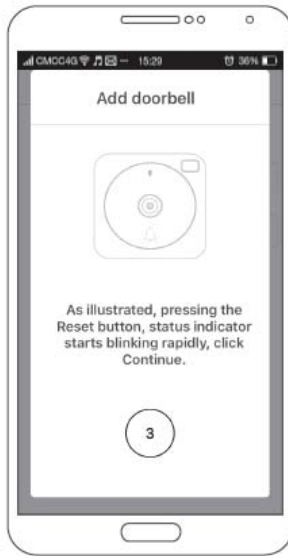 CMCC4G 15:29 36%
Add doorbell
As illustrated, pressing the
Reset button, status indicator
starts blinking rapidly, click
Continue.
3